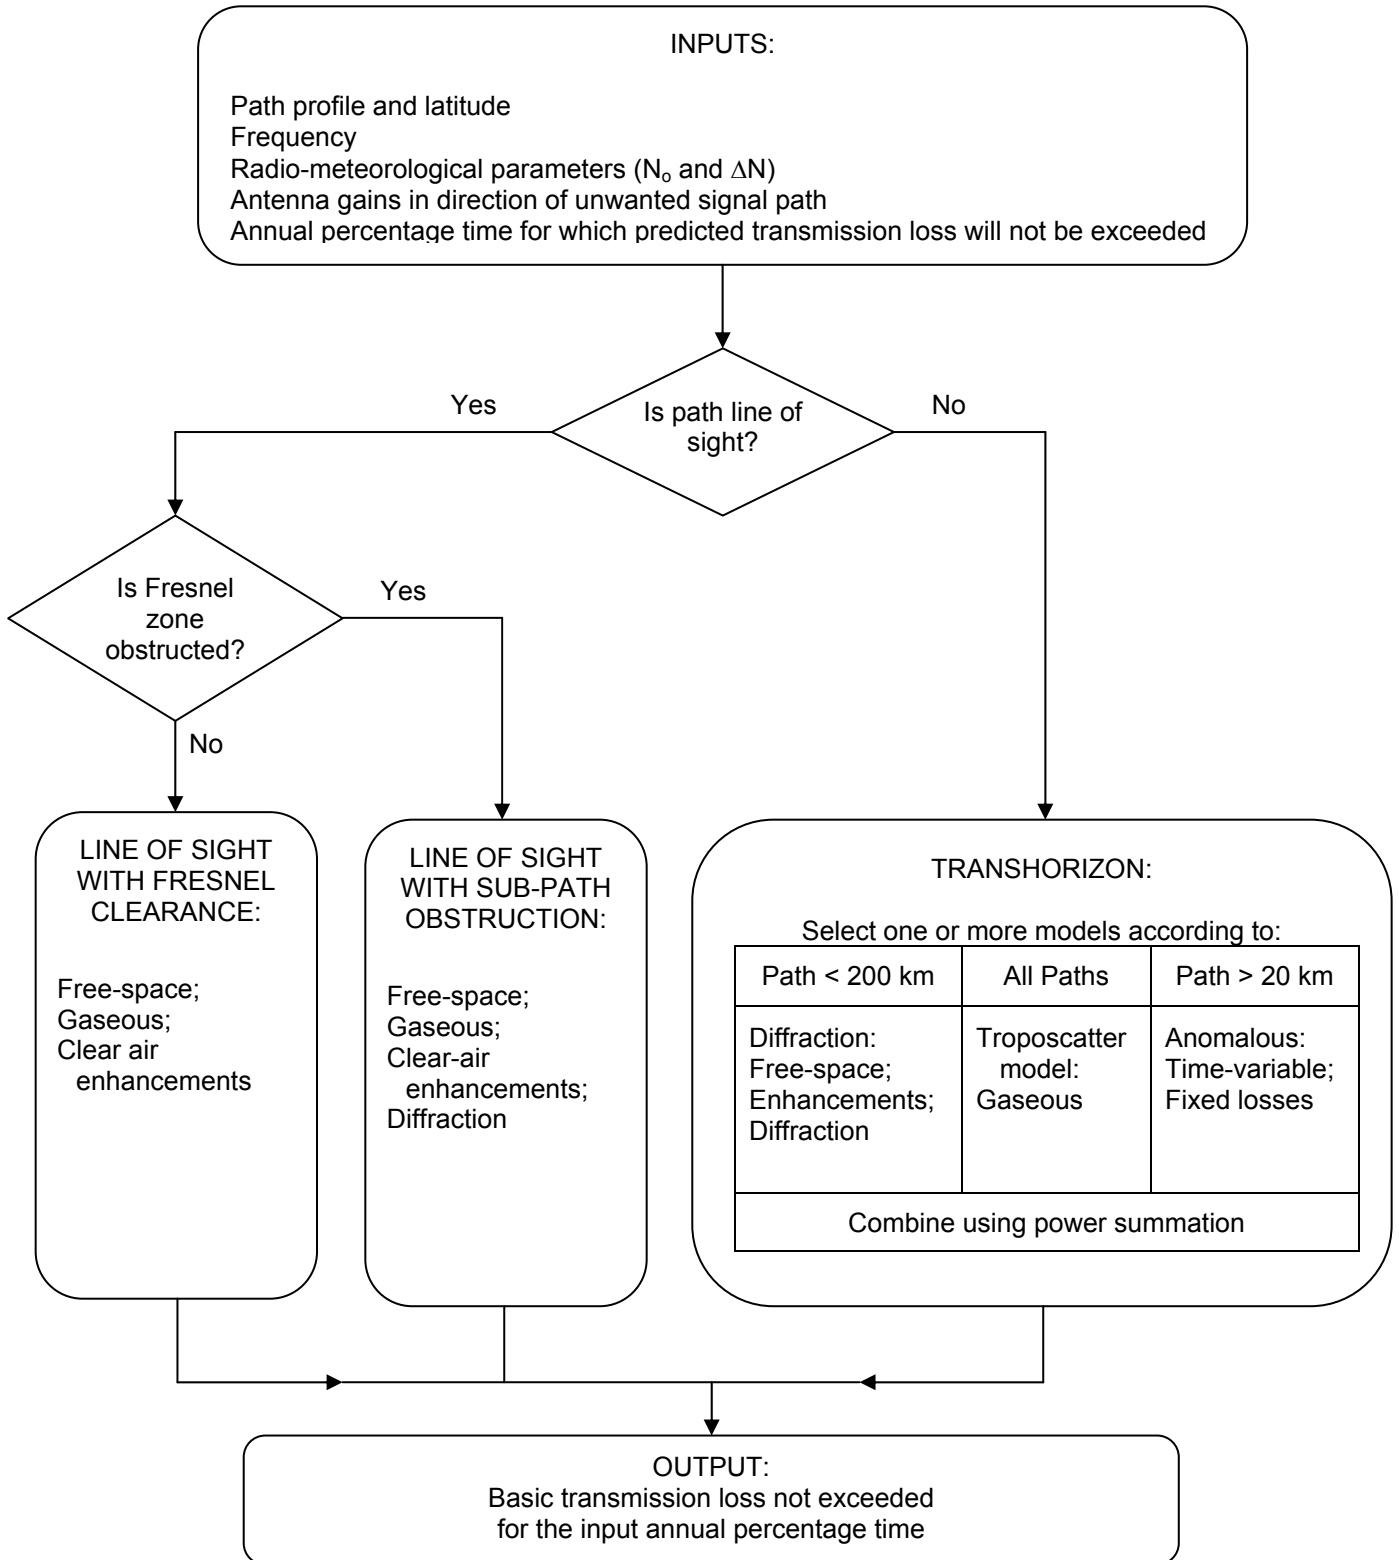 INPUTS:
Path profile and latitude
Frequency
Radio-meteorological parameters (No and ΔN)
Antenna gains in direction of unwanted signal path
Annual percentage time for which predicted transmission loss will not be exceeded
Is path line of
sight?
Yes
No
Is Fresnel
zone
obstructed?
Yes
No
LINE OF SIGHT
WITH FRESNEL
CLEARANCE:
Free-space;
Gaseous;
Clear air
enhancements
LINE OF SIGHT
WITH SUB-PATH
OBSTRUCTION:
Free-space;
Gaseous;
Clear-air
enhancements;
Diffraction
TRANSHORIZON:
Select one or more models according to:
Path < 200 km
All Paths
Path > 20 km
Diffraction:
Free-space;
Enhancements;
Diffraction
Troposcatter
model:
Gaseous
Anomalous:
Time-variable;
Fixed losses
Combine using power summation
OUTPUT:
Basic transmission loss not exceeded
for the input annual percentage time